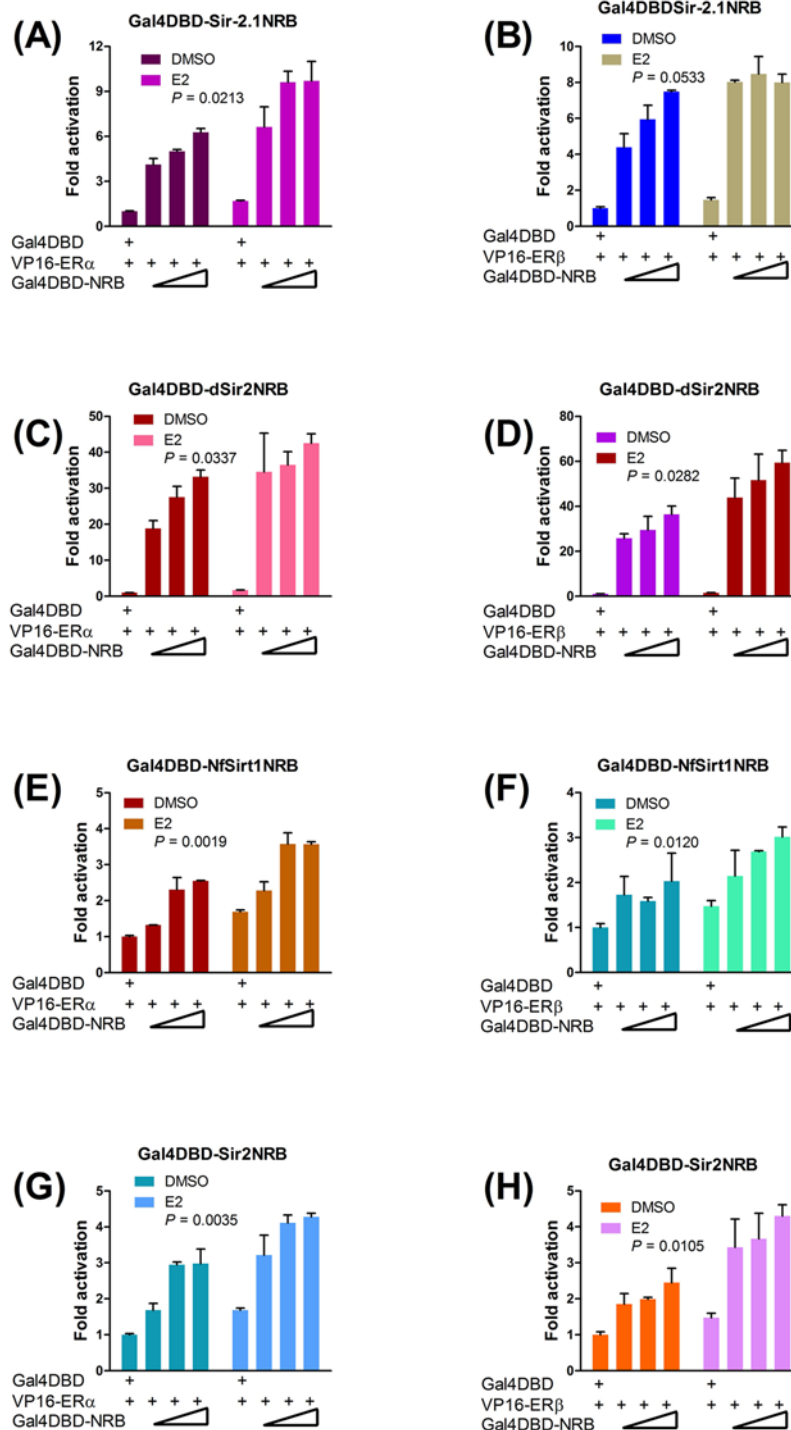 (A)
Gal4DBD-Sir-2.1NRB
DMSO
E2
P = 0.0213
Fold activation
12
9
6
3
0
Gal4DBD + +
VP16-ERα + + + + + + + +
Gal4DBD-NRB
(B)
Gal4DBDSir-2.1NRB
DMSO
E2
P = 0.0533
Fold activation
10
8
6
4
2
0
Gal4DBD + +
VP16-ERβ + + + + + + + +
Gal4DBD-NRB
(C)
Gal4DBD-dSir2NRB
DMSO
E2
P = 0.0337
Fold activation
50
40
30
20
10
0
Gal4DBD + +
VP16-ERα + + + + + + + +
Gal4DBD-NRB
(D)
Gal4DBD-dSir2NRB
DMSO
E2
P = 0.0282
Fold activation
80
60
40
20
0
Gal4DBD + +
VP16-ERβ + + + + + + + +
Gal4DBD-NRB
(E)
Gal4DBD-NfSirt1NRB
DMSO
E2
P = 0.0019
Fold activation
5
4
3
2
1
0
Gal4DBD + +
VP16-ERα + + + + + + + +
Gal4DBD-NRB
(F)
Gal4DBD-NfSirt1NRB
DMSO
E2
P = 0.0120
Fold activation
4
3
2
1
0
Gal4DBD + +
VP16-ERβ + + + + + + + +
Gal4DBD-NRB
(G)
Gal4DBD-Sir2NRB
DMSO
E2
P = 0.0035
Fold activation
5
4
3
2
1
0
Gal4DBD + +
VP16-ERα + + + + + + + +
Gal4DBD-NRB
(H)
Gal4DBD-Sir2NRB
DMSO
E2
P = 0.0105
Fold activation
5
4
3
2
1
0
Gal4DBD + +
VP16-ERβ + + + + + + + +
Gal4DBD-NRB